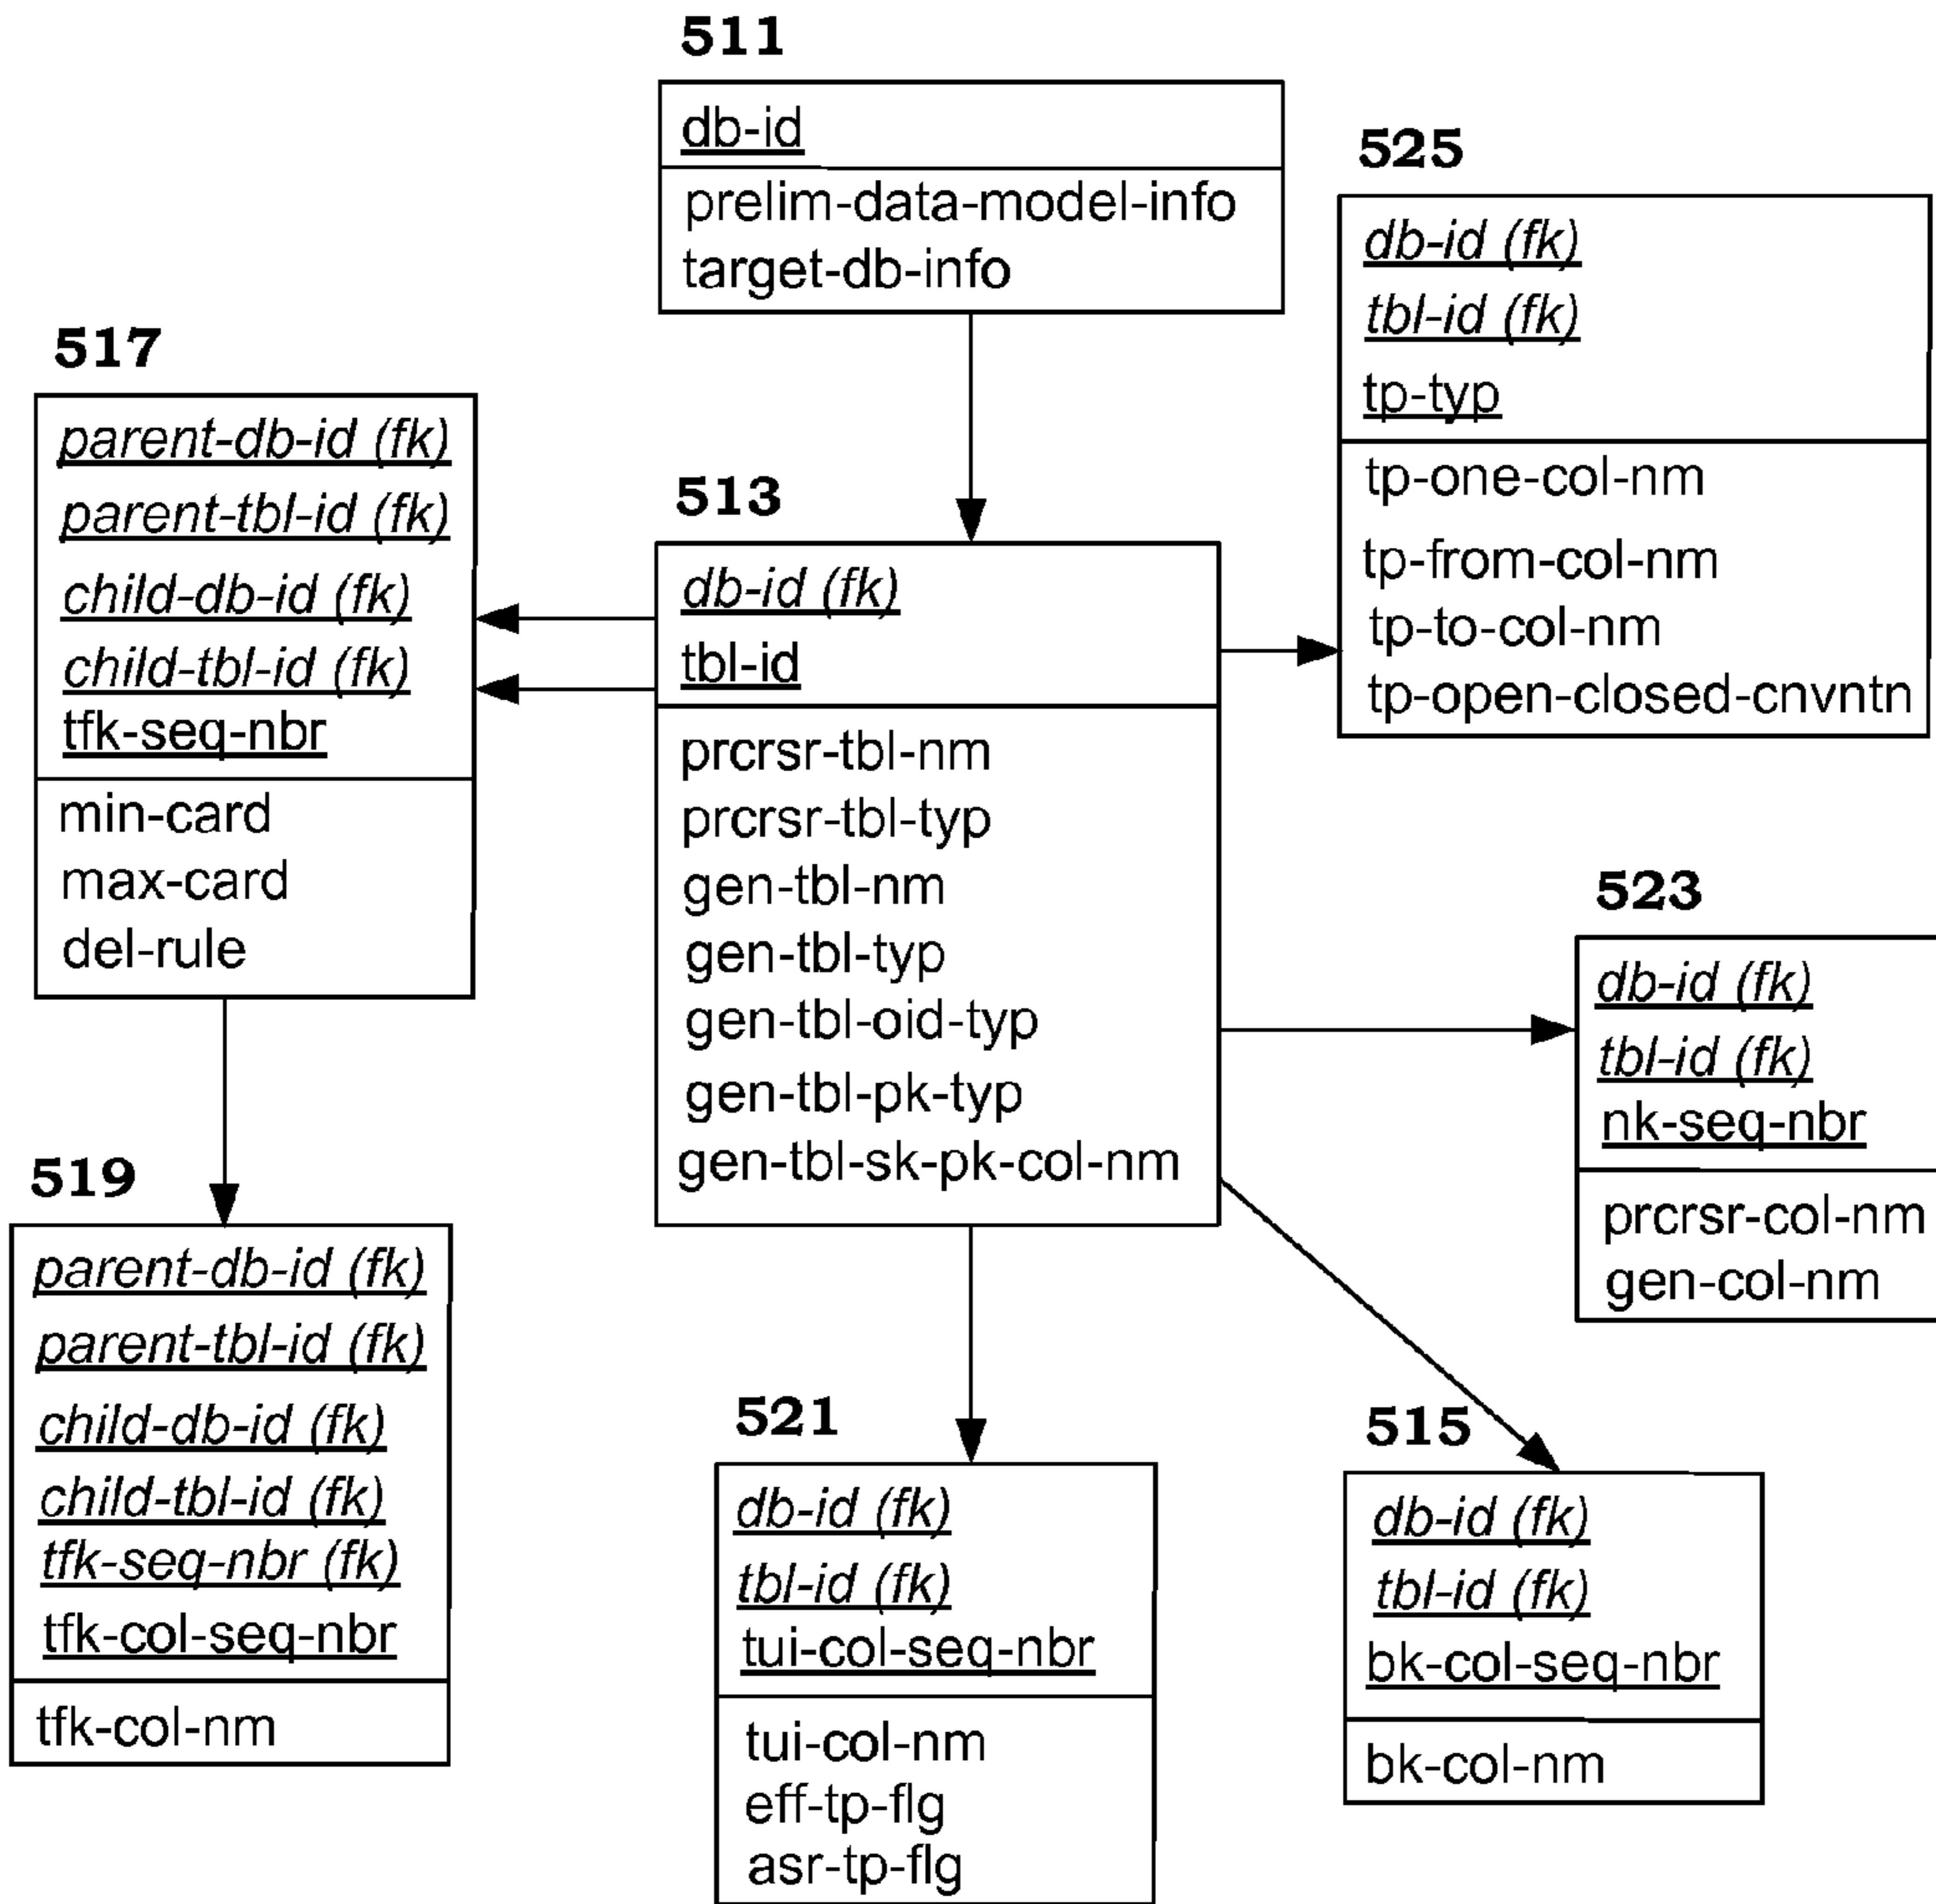 511
db-id
prelim-data-model-info
target-db-info
525
db-id (fk)
tbl-id (fk)
tp-typ
tp-one-col-nm
tp-from-col-nm
tp-to-col-nm
tp-open-closed-cnvntn
517
parent-db-id (fk)
parent-tbl-id (fk)
child-db-id (fk)
child-tbl-id (fk)
tfk-seq-nbr
min-card
max-card
del-rule
513
db-id (fk)
tbl-id
prcrsr-tbl-nm
prcrsr-tbl-typ
gen-tbl-nm
gen-tbl-typ
gen-tbl-oid-typ
gen-tbl-pk-typ
gen-tbl-sk-pk-col-nm
523
db-id (fk)
tbl-id (fk)
nk-seq-nbr
prcrsr-col-nm
gen-col-nm
519
parent-db-id (fk)
parent-tbl-id (fk)
child-db-id (fk)
child-tbl-id (fk)
tfk-seq-nbr (fk)
tfk-col-seq-nbr
tfk-col-nm
521
db-id (fk)
tbl-id (fk)
tui-col-seq-nbr
tui-col-nm
eff-tp-flg
asr-tp-flg
515
db-id (fk)
tbl-id (fk)
bk-col-seq-nbr
bk-col-nm